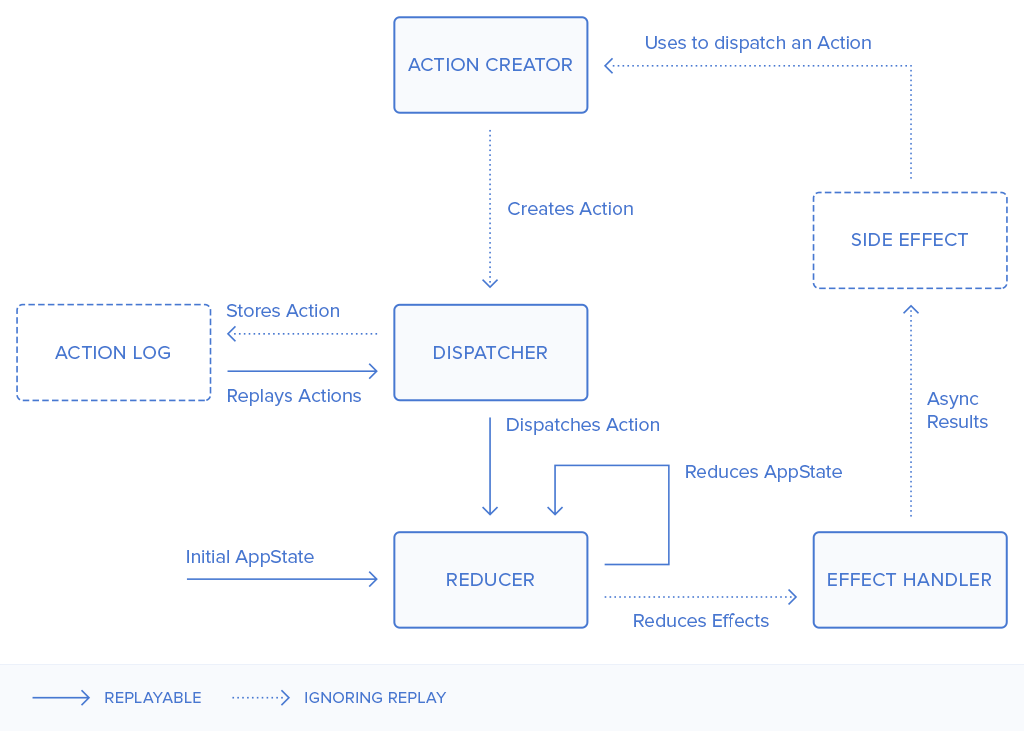 ACTION CREATOR
Uses to dispatch an Action
Creates Action
SIDE EFFECT
Stores Action
ACTION LOG
DISPATCHER
Replays Actions
Async
Results
Dispatches Action
Reduces AppState
Initial AppState
REDUCER
EFFECT HANDLER
Reduces Effects
REPLAYABLE
IGNORING REPLAY